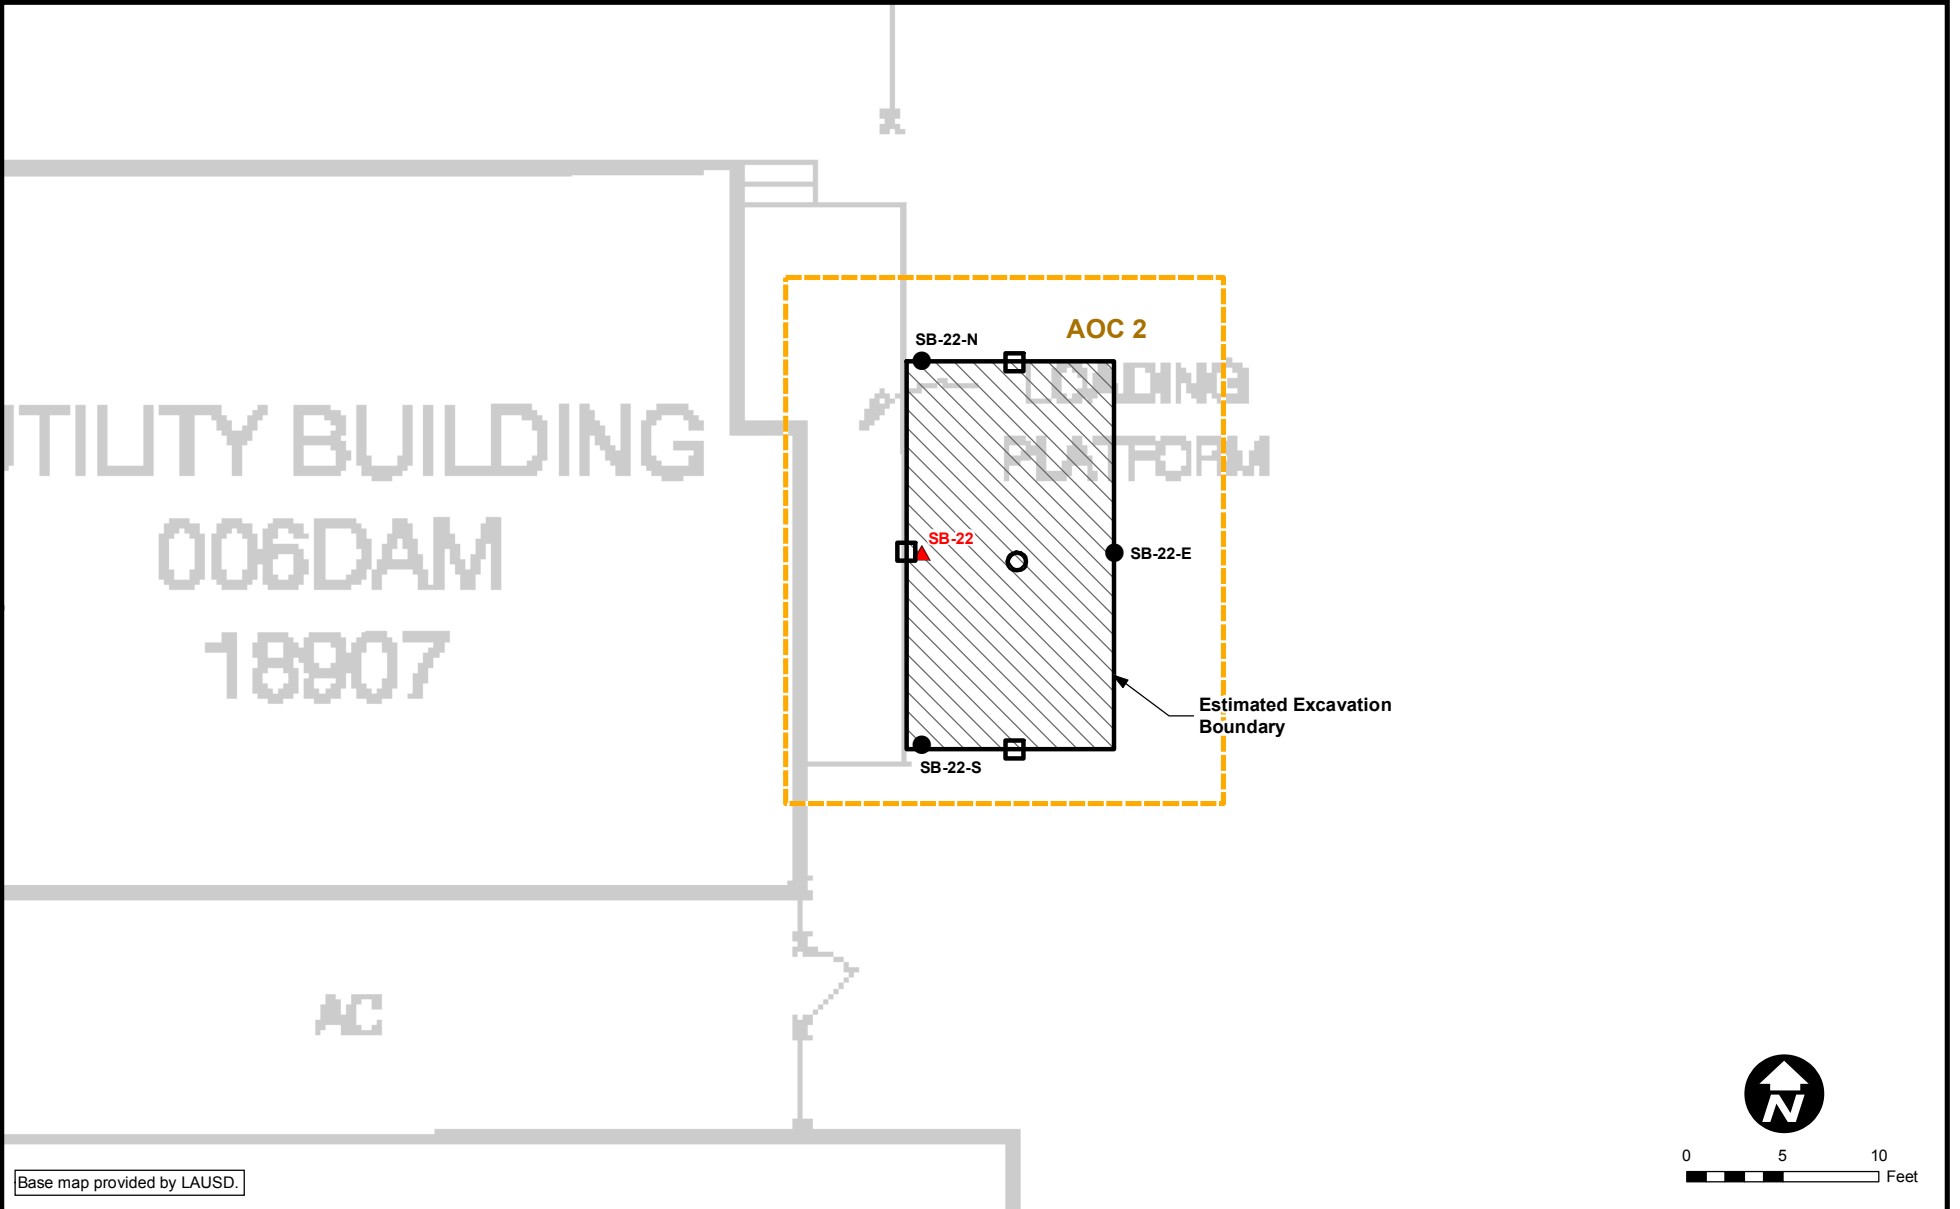 AOC 2
SB-22-N
LOADING
PLATFORM
TILITY BUILDING
006DAM
18907
SB-22
SB-22-E
Estimated Excavation
Boundary
SB-22-S
AC
N
0 5 10
Feet
Base map provided by LAUSD.